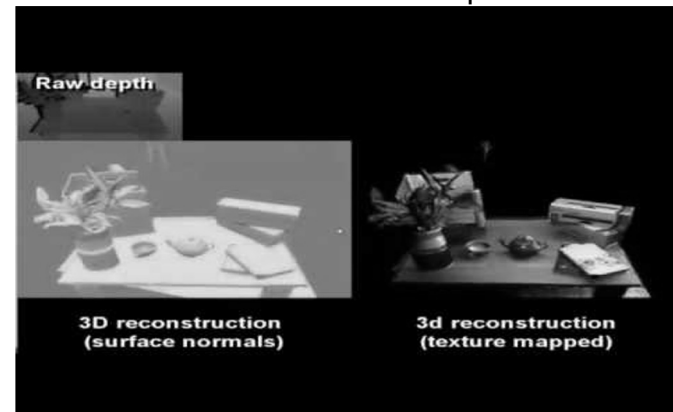 Raw depth
3D reconstruction
(surface normals)
3d reconstruction
(texture mapped)